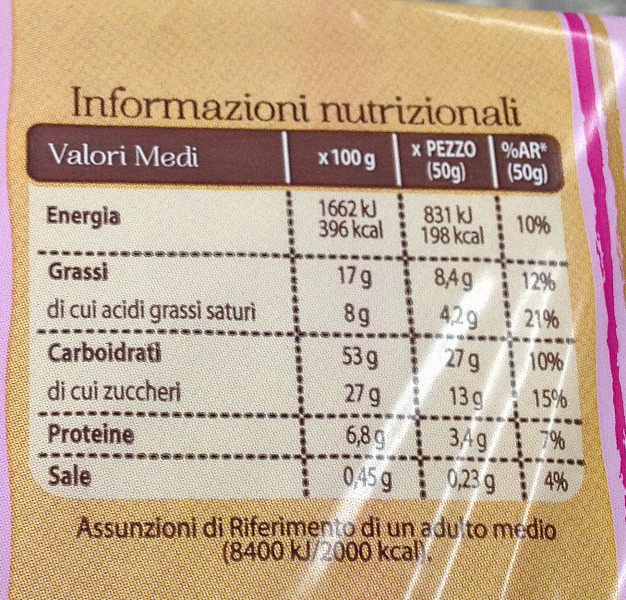 Informazioni nutrizionali
Valori Medi x 100 g x PEZZO (50g) %AR* (50g)
Energia 1662 kJ 396 kcal 831 kJ 198 kcal 10%
Grassi 17 g 8,4 g 12%
di cui acidi grassi saturi 8 g 4,2 g 21%
Carboidrati 53 g 27 g 10%
di cui zuccheri 27 g 13 g 15%
Proteine 6,8 g 3,4 g 7%
Sale 0,45 g 0,23 g 4%
Assunzioni di Riferimento di un adulto medio
(8400 kJ/2000 kcal).